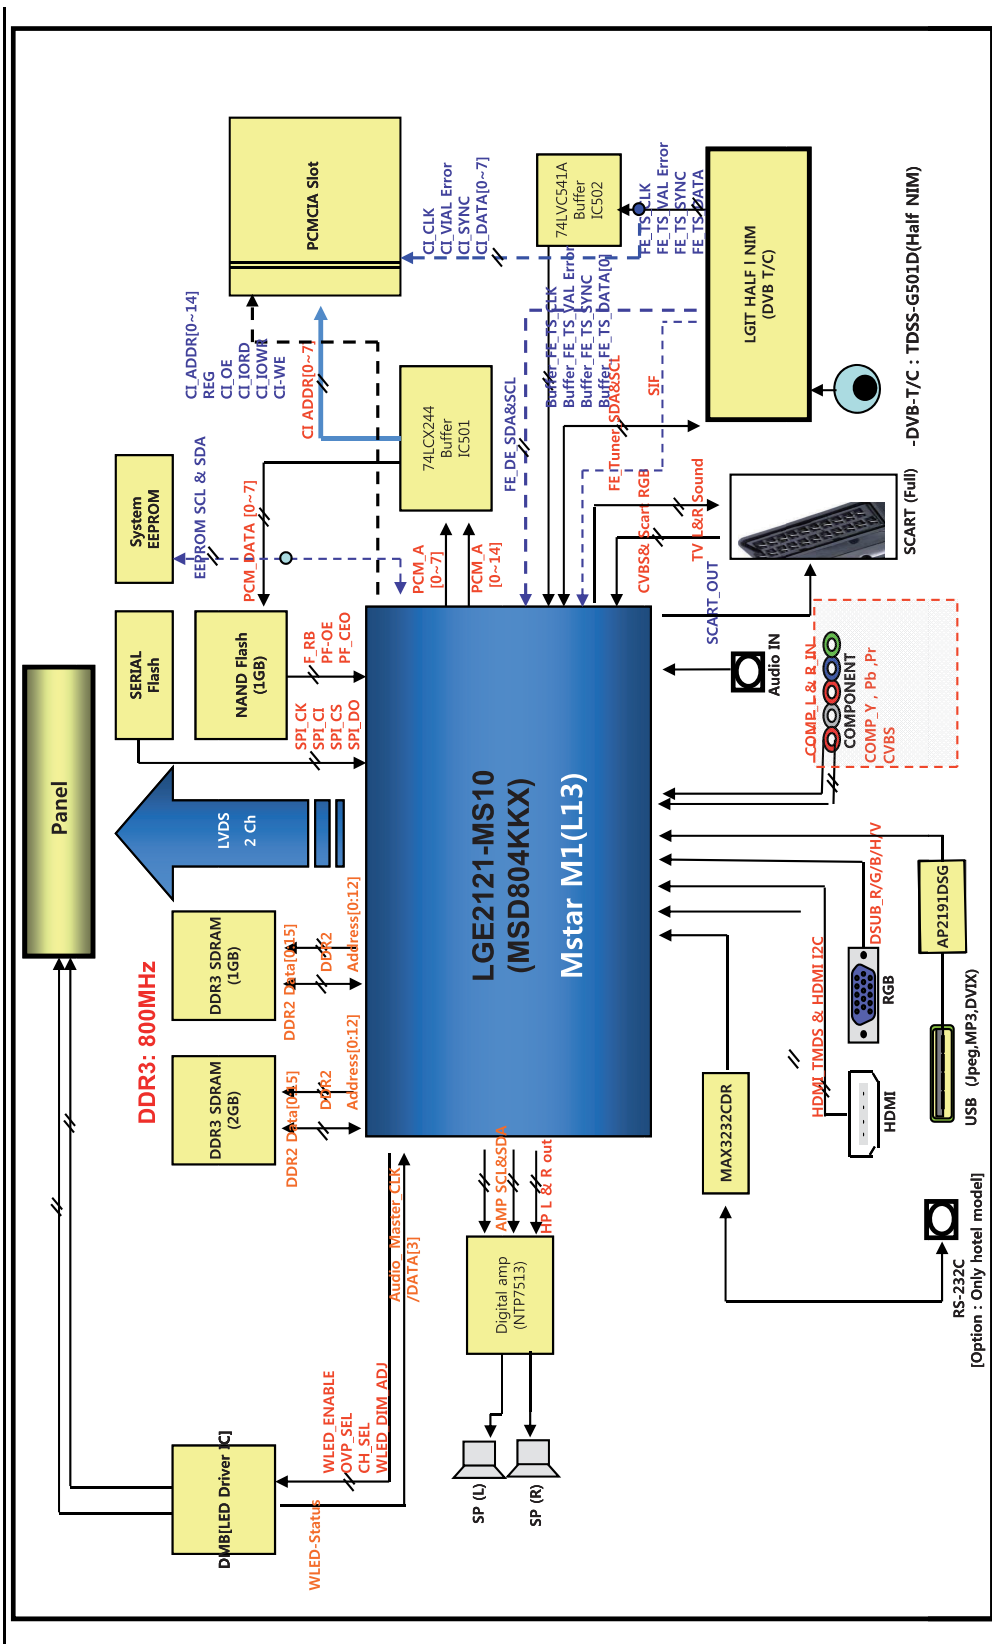 Panel
DDR3: 800MHz
LVDS
2 Ch
SERIAL
Flash
System
EEPROM
EEPROM SCL & SDA
NAND Flash
(1GB)
PCM_DATA [0~7]
F_RB
PF-OE
PF_CEO
SPI_CK
SPI_CI
SPI_CS
SPI_DO
PCMCIA Slot
CI_ADDR[0~14]
REG
CI_OE
CI_IORD
CI_IOWR
CI-WE
CI ADDR[0~7]
CI_CLK
CI_VIAL Error
CI_SYNC
CI_DATA[0~7]
74LCX244
Buffer
IC501
PCM_A
[0~7]
PCM_A
[0~14]
74LVC541A
Buffer
IC502
FE_TS_CLK
FE_TS_VAL Error
FE_TS_SYNC
FE_TS_DATA
Buffer_FE_TS_CLK
Buffer_FE_TS_VAL Error
Buffer_FE_TS_SYNC
Buffer_FE_TS_DATA[0]
FE_DE_SDA&SCL
FE_Tuner_SDA&SCL
SIF
LGIT HALF I NIM
(DVB T/C)
-DVB-T/C : TDSS-G501D(Half NIM)
CVBS& Scart RGB
TV L&R Sound
SCART (Full)
SCART_OUT
Audio IN
COMP_L & R_IN
COMPONENT
COMP_Y , Pb ,Pr
CVBS
DDR3 SDRAM
(1GB)
DDR2 Data[0:15]
DDR2
Address[0:12]
DDR3 SDRAM
(2GB)
DDR2 Data[0:15]
DDR2
Address[0:12]
LGE2121-MS10
(MSD804KKX)
Mstar M1(L13)
DSUB_R/G/B/H/V
AP2191DSG
RGB
USB (Jpeg,MP3,DVIX)
HDMI_TMDS & HDMI I2C
HDMI
MAX3232CDR
RS-232C
[Option : Only hotel model]
AMP SCL&SDA
HP L & R out
Audio_ Master_CLK
/DATA[3]
Digital amp
(NTP7513)
SP (L)
SP (R)
WLED_ENABLE
OVP_SEL
CH_SEL
WLED_DIM_ADJ
DMB[LED Driver IC]
WLED-Status